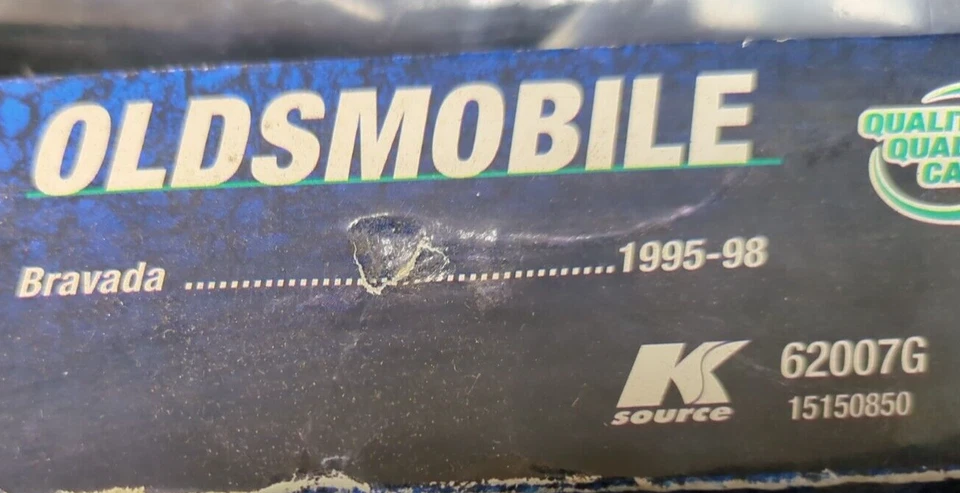 OLDSMOBILE
Bravada ........................................1995-98
K
source
62007G
15150850